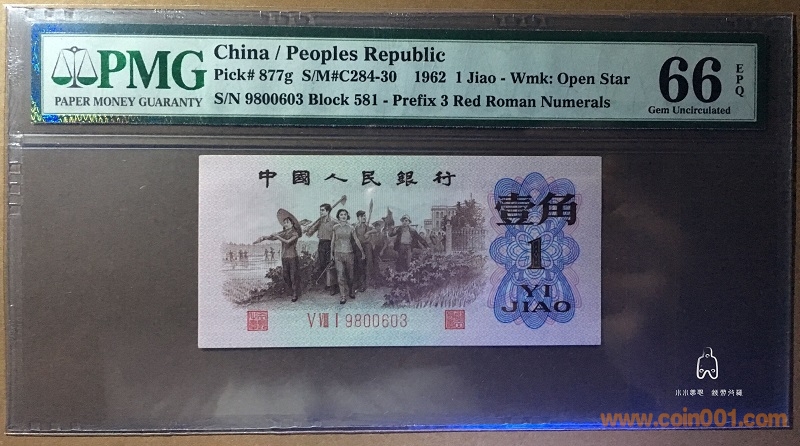 PMG
PAPER MONEY GUARANTY
China / Peoples Republic
Pick# 877g S/M#C284-30 1962 1 Jiao - Wmk: Open Star
S/N 9800603 Block 581 - Prefix 3 Red Roman Numerals
66
EPQ
Gem Uncirculated
中國人民銀行
壹角
1
YI
JIAO
V VIII I 9800603
www.coin001.com